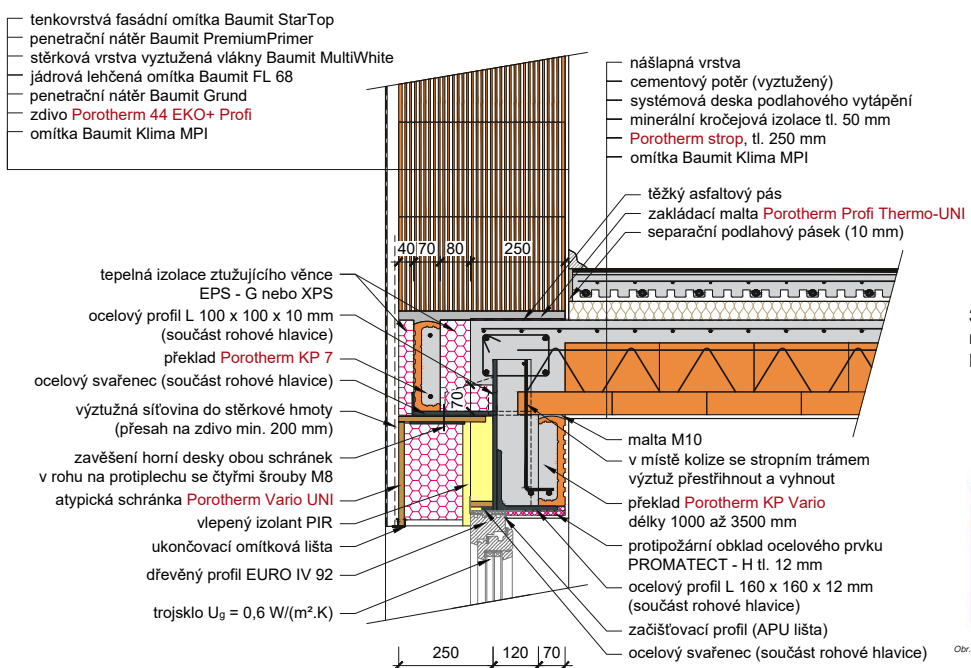 tenkovrstvá fasádní omítka Baumit StarTop
penetrační nátěr Baumit PremiumPrimer
stěrková vrstva vyztužená vlákny Baumit MultiWhite
jádrová lehčená omítka Baumit FL 68
penetrační nátěr Baumit Grund
zdivo Porotherm 44 EKO+ Profi
omítka Baumit Klima MPI
nášlapná vrstva
cementový potěr (vyztužený)
systémová deska podlahového vytápění
minerální kročejová izolace tl. 50 mm
Porotherm strop, tl. 250 mm
omítka Baumit Klima MPI
těžký asfaltový pás
zakládací malta Porotherm Profi Thermo-UNI
separační podlahový pásek (10 mm)
40 70 80 250
tepelná izolace ztužujícího věnce
EPS - G nebo XPS
ocelový profil L 100 x 100 x 10 mm
(součást rohové hlavice)
překlad Porotherm KP 7
ocelový svařenec (součást rohové hlavice)
70
výztužná síťovina do stěrkové hmoty
(přesah na zdivo min. 200 mm)
zavěšení horní desky obou schránek
v rohu na protiplechu se čtyřmi šrouby M8
atypická schránka Porotherm Vario UNI
vlepený izolant PIR
ukončovací omítková lišta
dřevěný profil EURO IV 92
trojsklo Ug = 0,6 W/(m².K)
malta M10
v místě kolize se stropním trámem
výztuž přestřihnout a vyhnout
překlad Porotherm KP Vario
délky 1000 až 3500 mm
protipožární obklad ocelového prvku
PROMATECT - H tl. 12 mm
ocelový profil L 160 x 160 x 12 mm
(součást rohové hlavice)
začišťovací profil (APU lišta)
ocelový svařenec (součást rohové hlavice)
250 120 70
Obr.